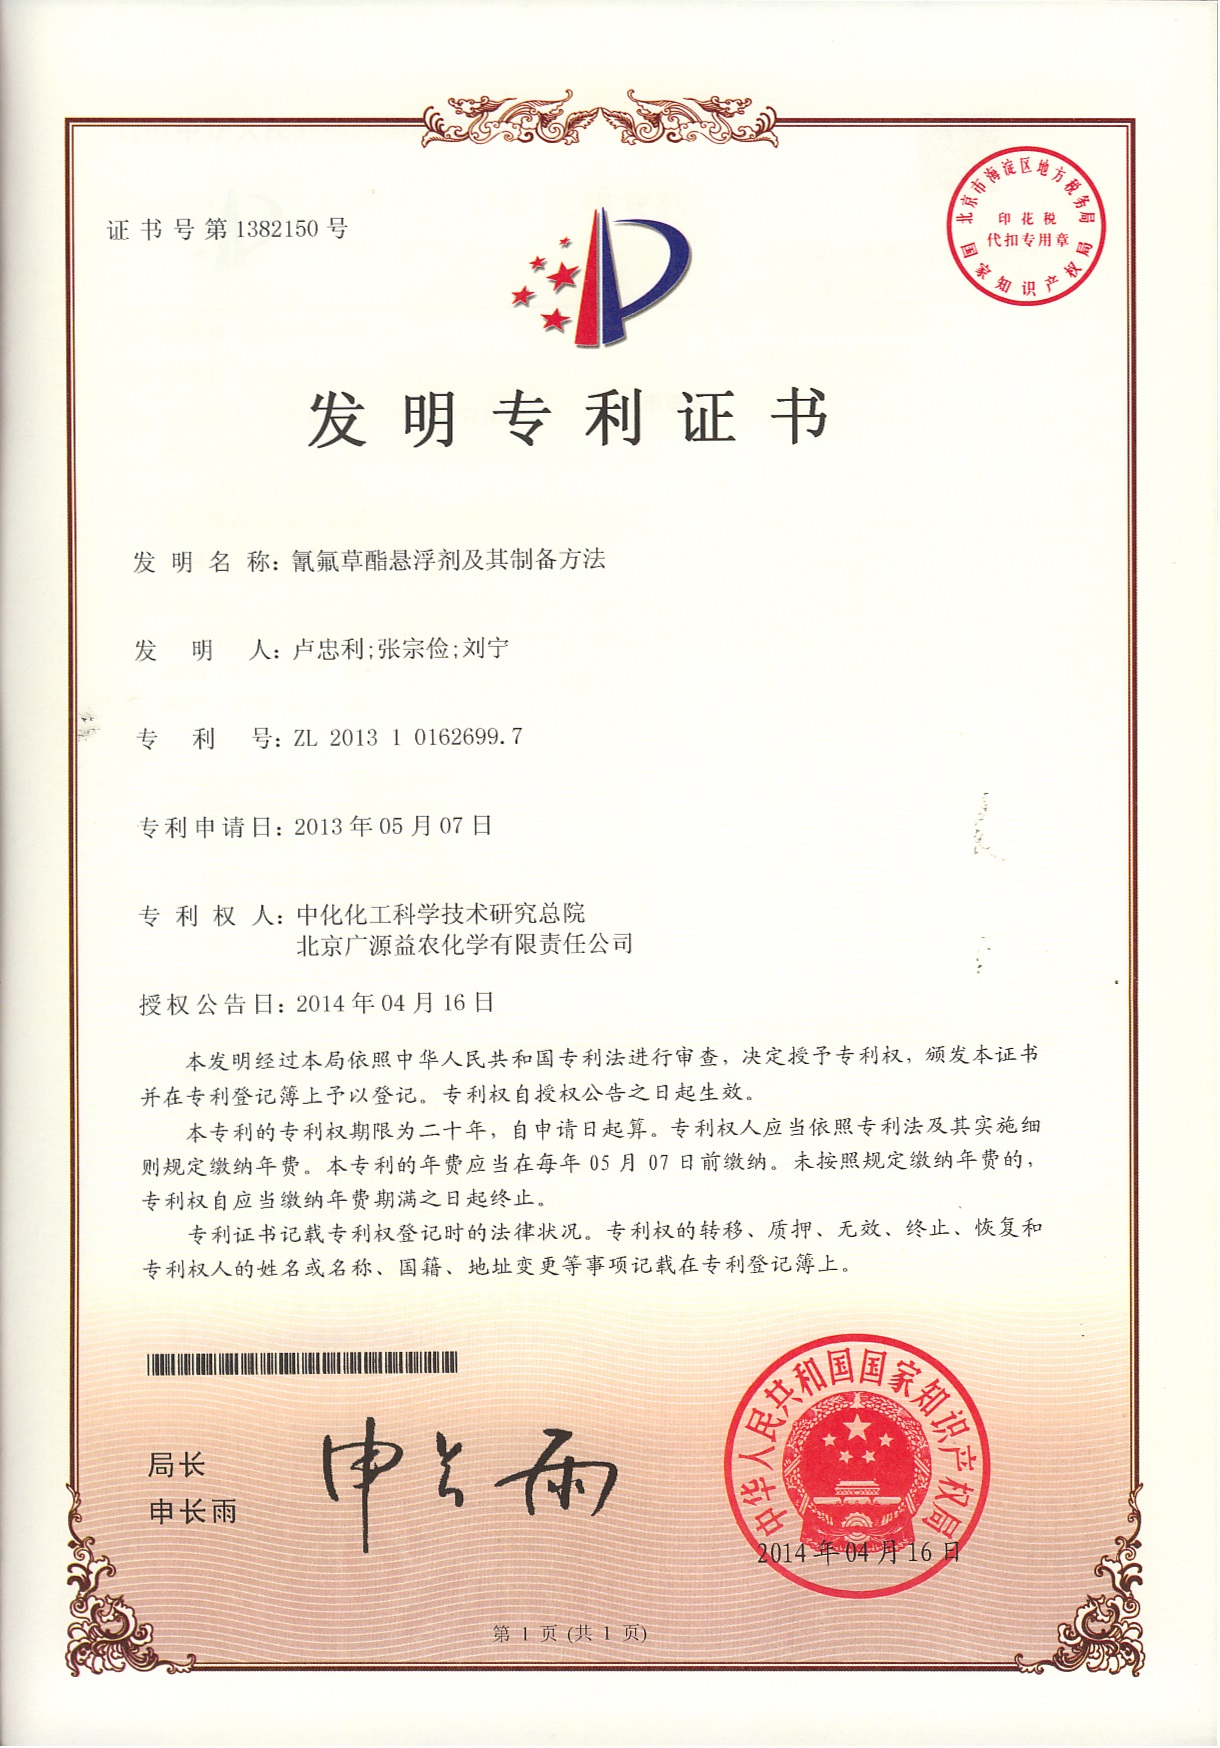 证书号第1382150号
北京市海淀区地方税务局
印花税
代扣专用章
国家知识产权局
发明专利证书
发明名称：氰氟草酯悬浮剂及其制备方法
发明人：卢忠利;张宗俭;刘宁
专利号：ZL 2013 1 0162699.7
专利申请日：2013年05月07日
专利权人：中化化工科学技术研究总院
北京广源益农化学有限责任公司
授权公告日：2014年04月16日
本发明经过本局依照中华人民共和国专利法进行审查，决定授予专利权，颁发本证书
并在专利登记簿上予以登记。专利权自授权公告之日起生效。
本专利的专利权期限为二十年，自申请日起算。专利权人应当依照专利法及其实施细
则规定缴纳年费。本专利的年费应当在每年05月07日前缴纳。未按照规定缴纳年费的，
专利权自应当缴纳年费期满之日起终止。
专利证书记载专利权登记时的法律状况。专利权的转移、质押、无效、终止、恢复和
专利权人的姓名或名称、国籍、地址变更等事项记载在专利登记簿上。
局长
申长雨
申长雨
中华人民共和国国家知识产权局
2014年04月16日
第 1 页 (共 1 页)